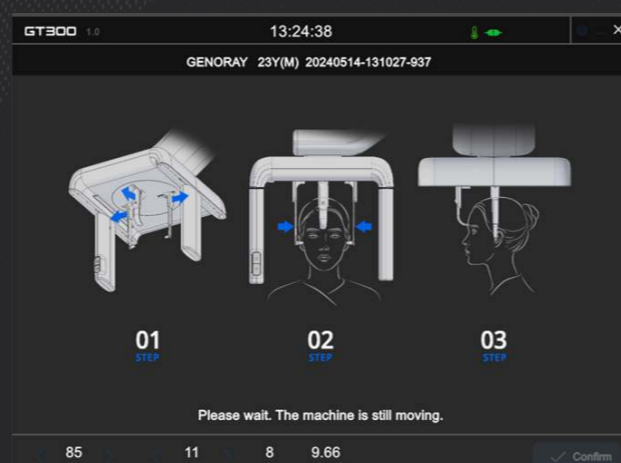 GT300 1.0 13:24:38
GENORAY 23Y(M) 20240514-131027-937
01 02 03
STEP STEP STEP
Please wait. The machine is still moving.
85 11 8 9.66 Confirm